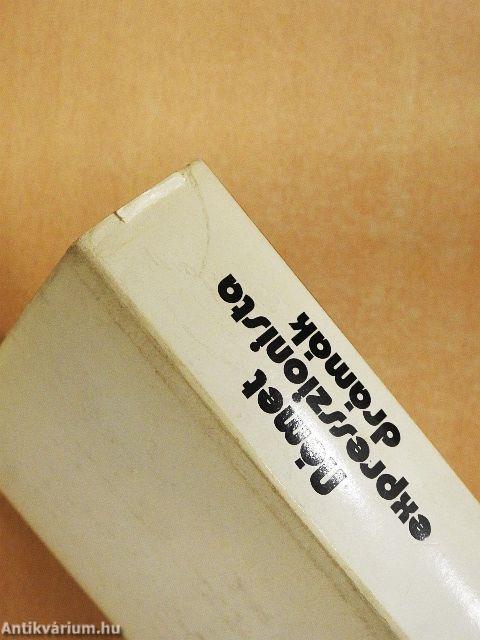 német
expresszionista
drámák
Antikvárium.hu